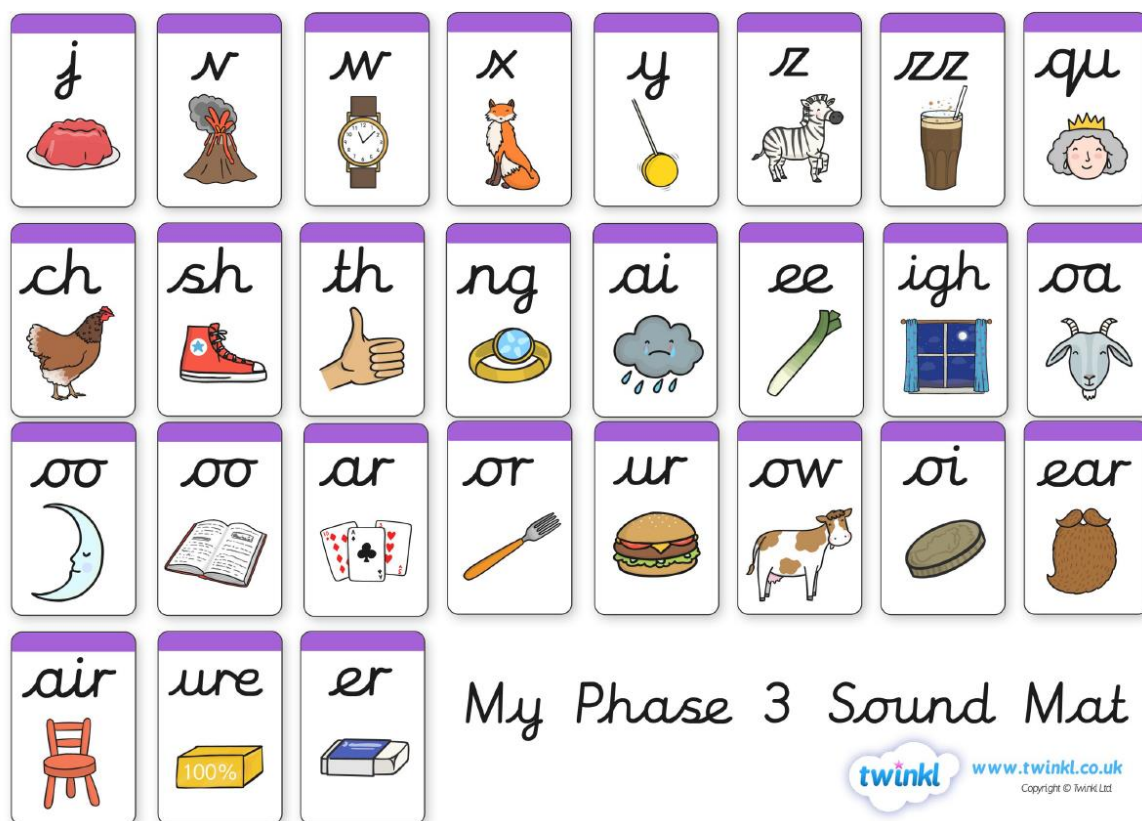 j v w x y z zz qu
ch sh th ng ai ee igh oa
oo oo ar or ur ow oi ear
air ure er
100%
My Phase 3 Sound Mat
twinkl www.twinkl.co.uk
Copyright © Twinkl Ltd.